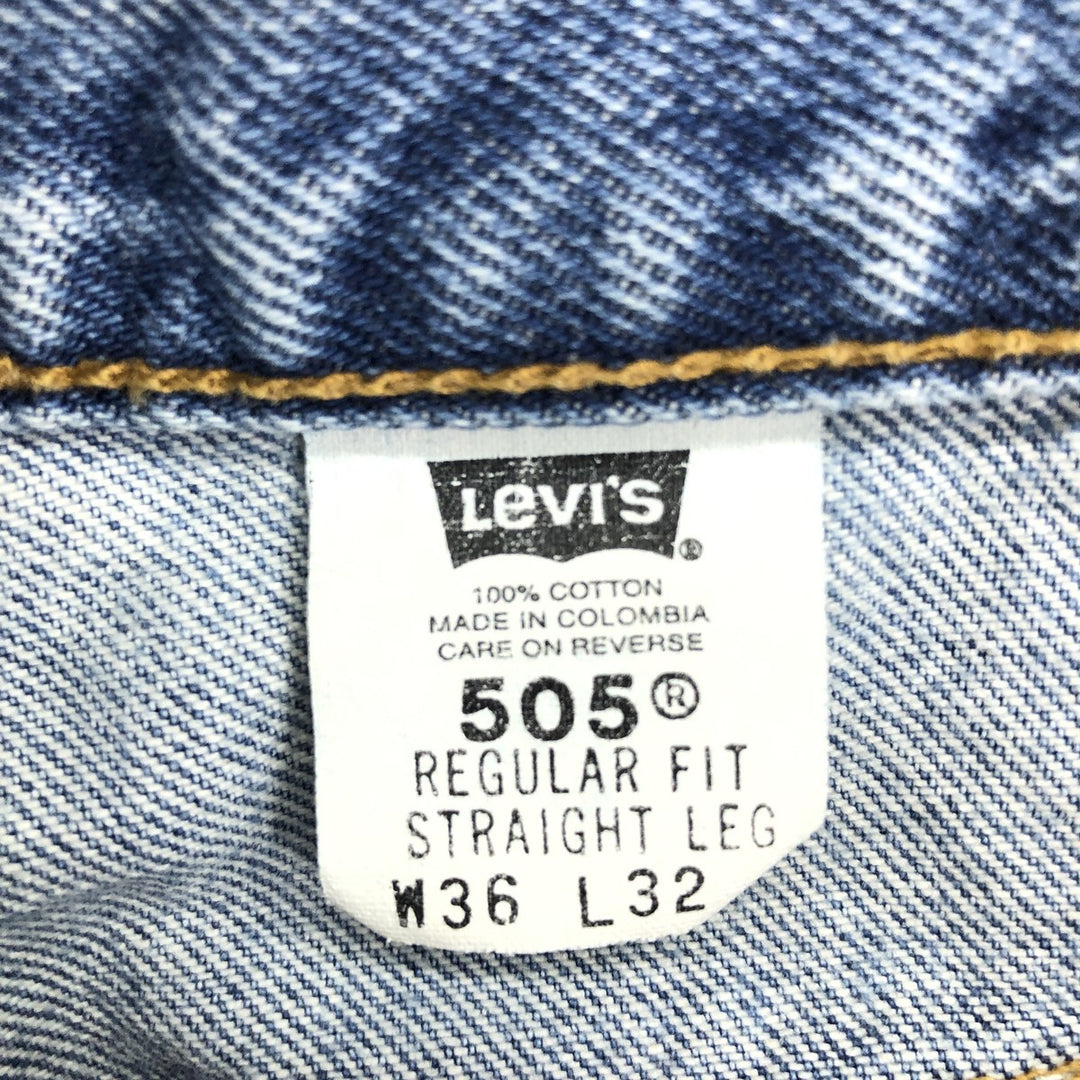 LEVI'S ®
100% COTTON
MADE IN COLOMBIA
CARE ON REVERSE
505®
REGULAR FIT
STRAIGHT LEG
W36 L32